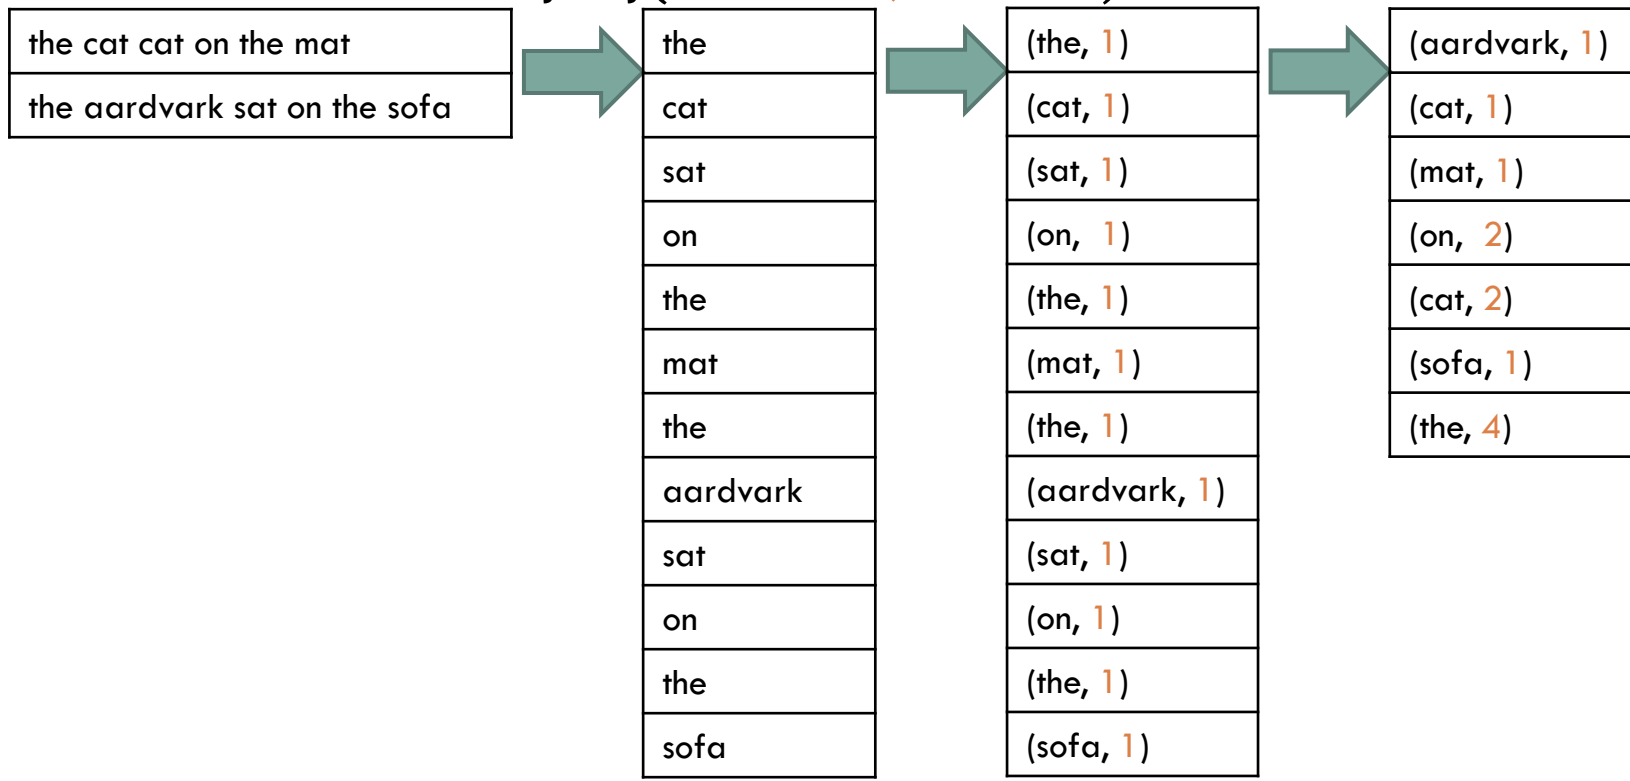 the cat cat on the mat
the aardvark sat on the sofa
the
cat
sat
on
the
mat
the
aardvark
sat
on
the
sofa
(the, 1)
(cat, 1)
(sat, 1)
(on, 1)
(the, 1)
(mat, 1)
(the, 1)
(aardvark, 1)
(sat, 1)
(on, 1)
(the, 1)
(sofa, 1)
(aardvark, 1)
(cat, 1)
(mat, 1)
(on, 2)
(cat, 2)
(sofa, 1)
(the, 4)